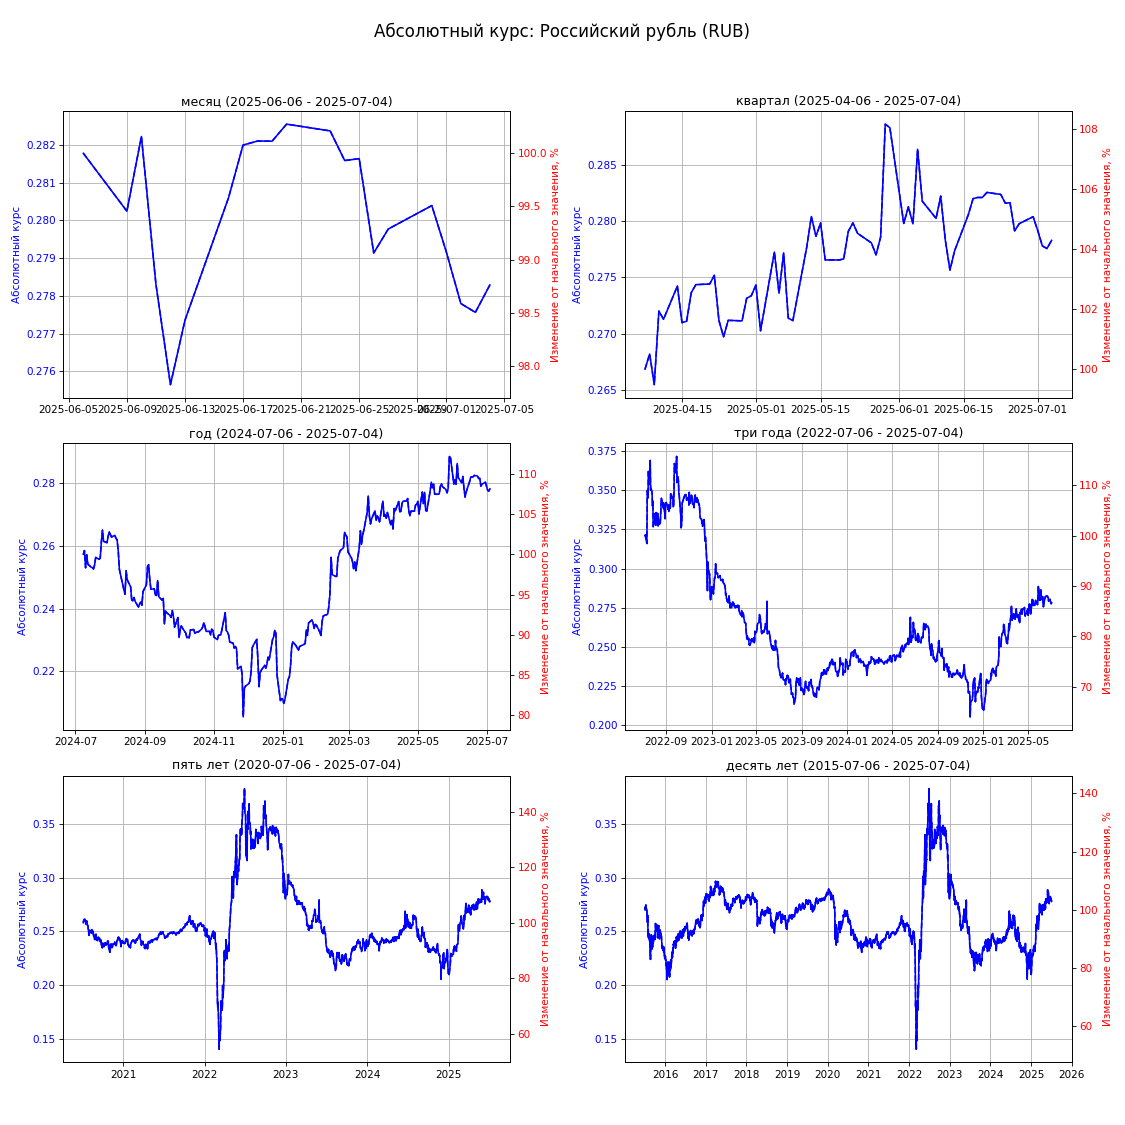 Абсолютный курс: Российский рубль (RUB)
месяц (2025-06-06 - 2025-07-04)
Абсолютный курс
0.282
0.281
0.280
0.279
0.278
0.277
0.276
100.0
99.5
99.0
98.5
98.0
Изменение от начального значения, %
2025-06-05 2025-06-09 2025-06-13 2025-06-17 2025-06-21 2025-06-25 2025-06-29 2025-07-01 2025-07-05
квартал (2025-04-06 - 2025-07-04)
Абсолютный курс
0.285
0.280
0.275
0.270
0.265
108
106
104
102
100
Изменение от начального значения, %
2025-04-15 2025-05-01 2025-05-15 2025-06-01 2025-06-15 2025-07-01
год (2024-07-06 - 2025-07-04)
Абсолютный курс
0.28
0.26
0.24
0.22
110
105
100
95
90
85
80
Изменение от начального значения, %
2024-07 2024-09 2024-11 2025-01 2025-03 2025-05 2025-07
три года (2022-07-06 - 2025-07-04)
Абсолютный курс
0.375
0.350
0.325
0.300
0.275
0.250
0.225
0.200
110
100
90
80
70
Изменение от начального значения, %
2022-09 2023-01 2023-05 2023-09 2024-01 2024-05 2024-09 2025-01 2025-05
пять лет (2020-07-06 - 2025-07-04)
Абсолютный курс
0.35
0.30
0.25
0.20
0.15
140
120
100
80
60
Изменение от начального значения, %
2021 2022 2023 2024 2025
десять лет (2015-07-06 - 2025-07-04)
Абсолютный курс
0.35
0.30
0.25
0.20
0.15
140
120
100
80
60
Изменение от начального значения, %
2016 2017 2018 2019 2020 2021 2022 2023 2024 2025 2026